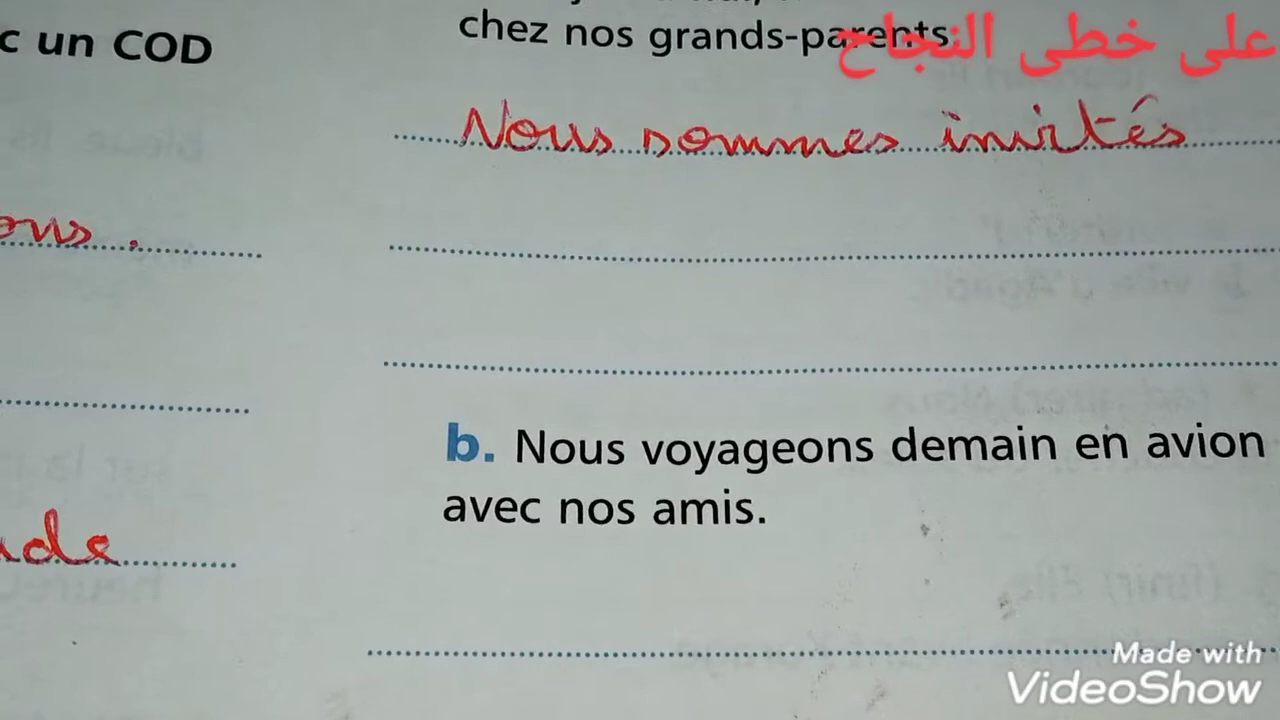 c un COD
chez nos grands-parents
على خطى النجاح
Nous sommes invités
ons.
b. Nous voyageons demain en avion
avec nos amis.
de
Made with
VideoShow